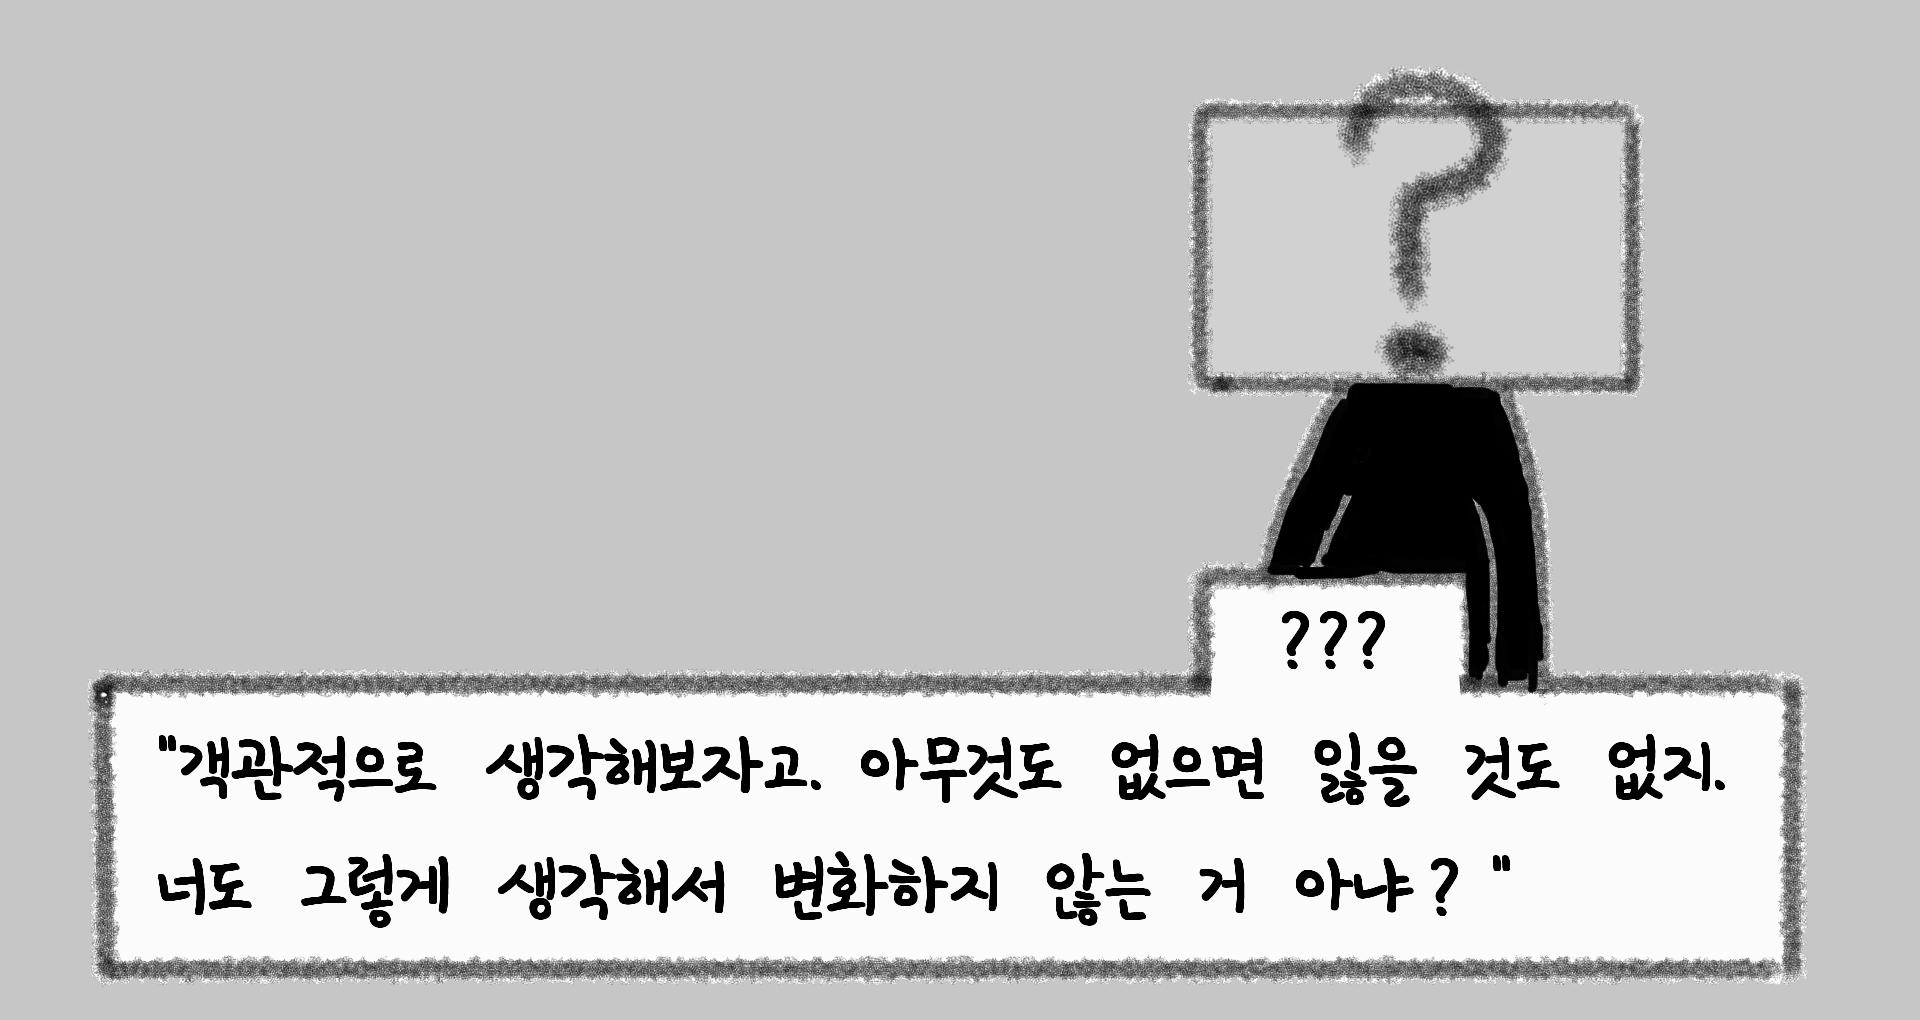 ?
???
"객관적으로 생각해보자고. 아무것도 없으면 잃을 것도 없지.
너도 그렇게 생각해서 변화하지 않는 거 아냐? "